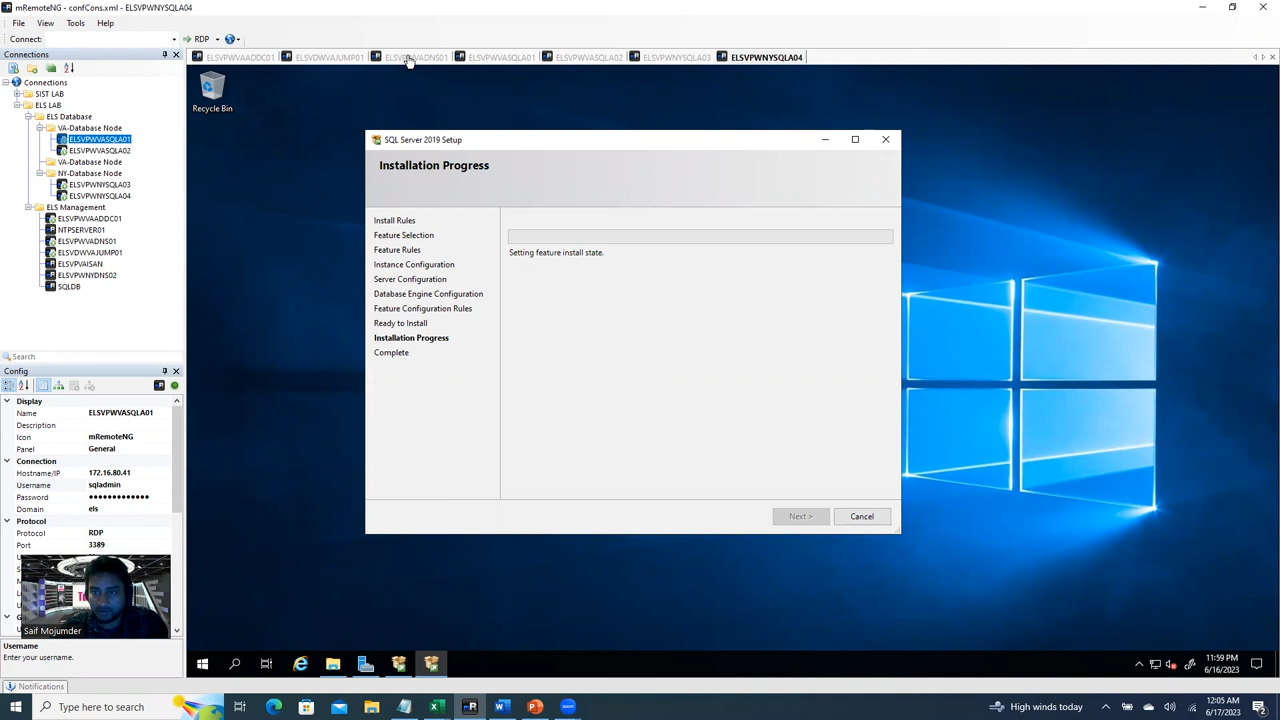 mRemoteNG - confCons.xml - ELSVPWNYSQLA04
File View Tools Help
Connect: RDP
Connections
Connections
SIST LAB
ELS LAB
ELS Database
VA-Database Node
ELSVPWVASQLA01
ELSVPWVASQLA02
VA-Database Node
NY-Database Node
ELSVPWNYSQLA03
ELSVPWNYSQLA04
ELS Management
ELSVPWVAADDC01
NTPSERVER01
ELSVPWVADNS01
ELSVDWVAJUMP01
ELSVPVAISAN
ELSVPWNYDNS02
SQLDB
Search
Config
Display
Name ELSVPWVASQLA01
Description
Icon mRemoteNG
Panel General
Connection
Hostname/IP 172.16.80.41
Username sqladmin
Password ●●●●●●●●●●●●●
Domain els
Protocol
Protocol RDP
Port 3389
Saif Mojumder
Username
Enter your username.
Notifications
ELSVPWVAADDC01 ELSVDWVAJUMP01 ELSVPWVADNS01 ELSVPWVASQLA01 ELSVPWVASQLA02 ELSVPWNYSQLA03 ELSVPWNYSQLA04
Recycle Bin
SQL Server 2019 Setup
Installation Progress
Install Rules
Feature Selection
Feature Rules
Instance Configuration
Server Configuration
Database Engine Configuration
Feature Configuration Rules
Ready to Install
Installation Progress
Complete
Setting feature install state.
Next > Cancel
11:59 PM
6/16/2023
Type here to search
High winds today
12:05 AM
6/17/2023